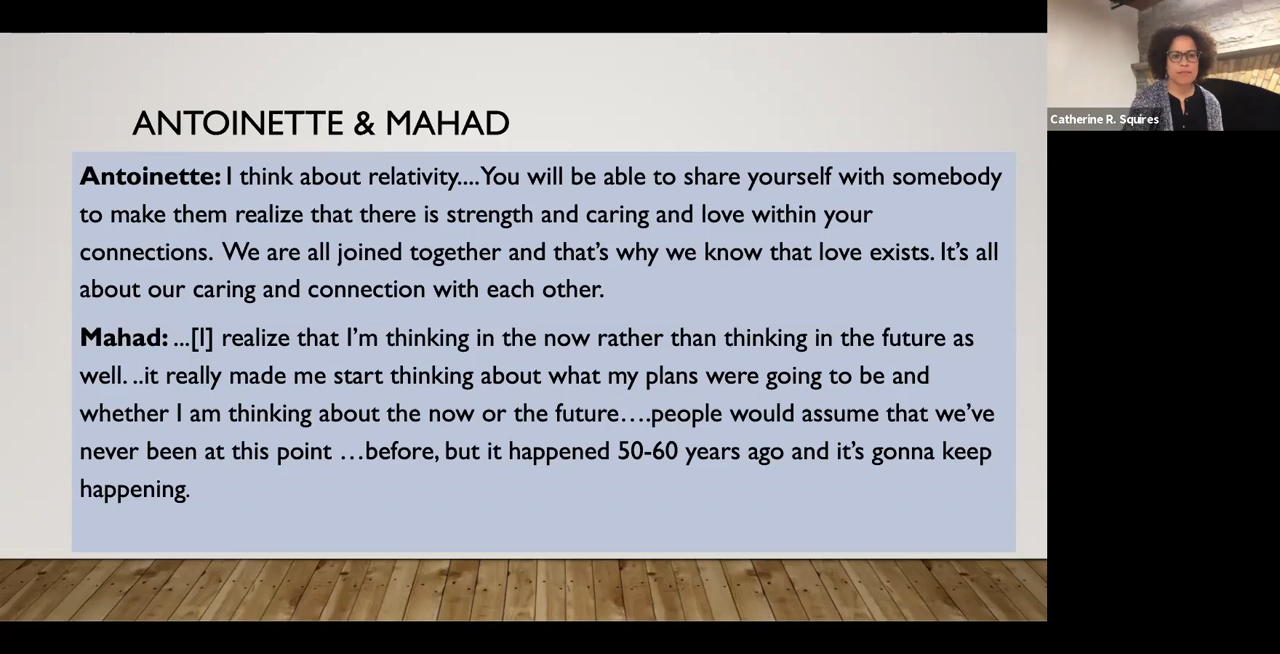 ANTOINETTE & MAHAD
Antoinette: I think about relativity....You will be able to share yourself with somebody
to make them realize that there is strength and caring and love within your
connections. We are all joined together and that's why we know that love exists. It's all
about our caring and connection with each other.
Mahad: ...[I] realize that I'm thinking in the now rather than thinking in the future as
well. ..it really made me start thinking about what my plans were going to be and
whether I am thinking about the now or the future....people would assume that we've
never been at this point ...before, but it happened 50-60 years ago and it's gonna keep
happening.
Catherine R. Squires